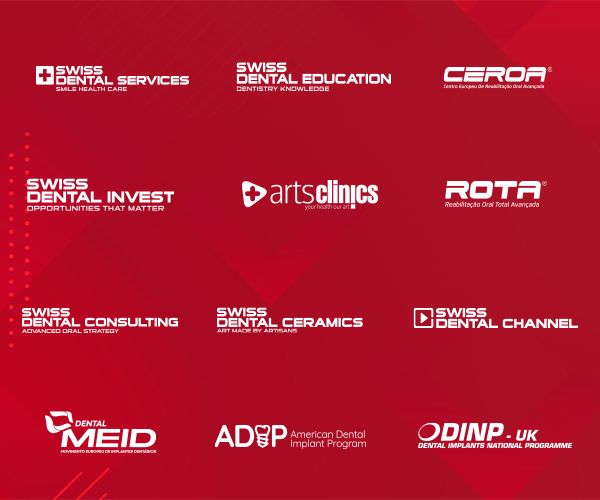 SWISS
DENTAL SERVICES
SMILE HEALTH CARE
SWISS
DENTAL EDUCATION
DENTISTRY KNOWLEDGE
CEROA®
Centro Europeu De Reabilitação Oral Avançada
SWISS
DENTAL INVEST
OPPORTUNITIES THAT MATTER
artsclinics
your health our art
ROTA®
Reabilitação Oral Total Avançada
SWISS
DENTAL CONSULTING
ADVANCED ORAL STRATEGY
SWISS
DENTAL CERAMICS
ART MADE BY ARTISANS
SWISS
DENTAL CHANNEL
DENTAL
MEID
MOVIMENTO EUROPEU DE IMPLANTES DENTÁRIOS
ADIP
American Dental
Implant Program
DINP - UK
DENTAL IMPLANTS NATIONAL PROGRAMME